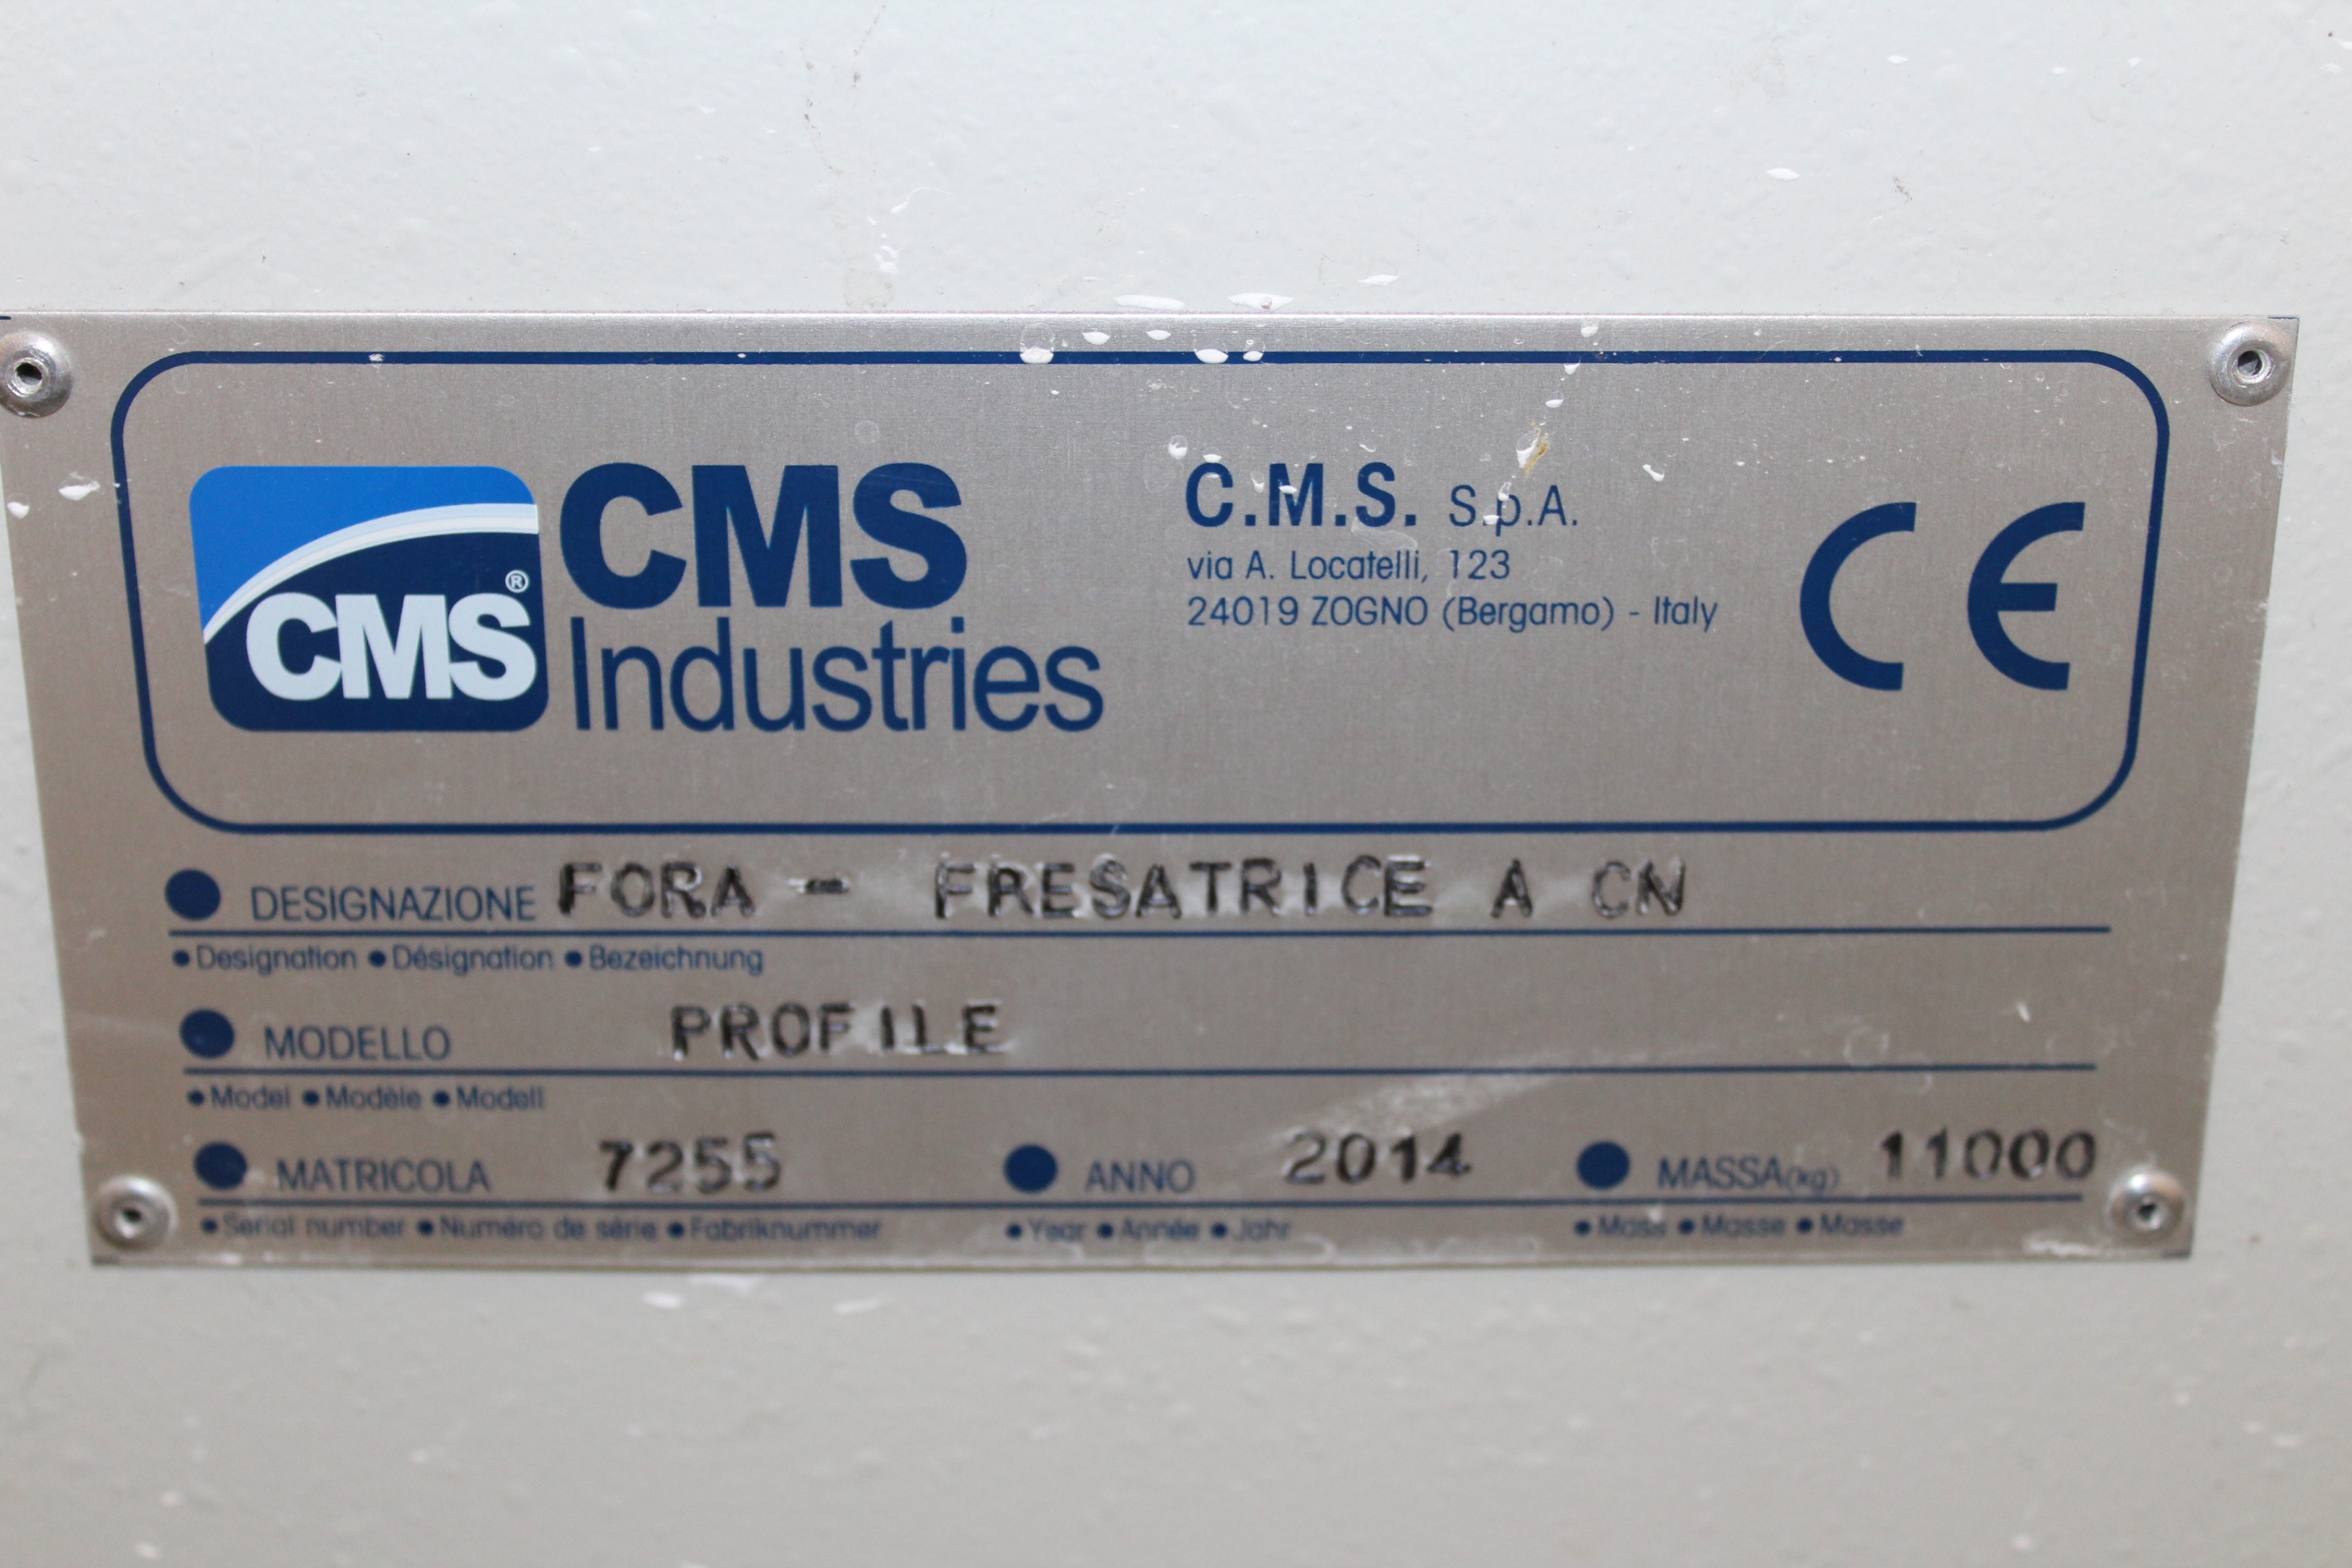 CMS®
CMS
Industries
C.M.S. S.p.A.
via A. Locatelli, 123
24019 ZOGNO (Bergamo) - Italy
CE
DESIGNAZIONE FORA - FRESATRICE A CN
• Designation • Désignation • Bezeichnung
MODELLO PROFILE
• Model • Modèle • Modell
MATRICOLA 7255 ANNO 2014 MASSA(kg) 11000
• Serial number • Numéro de série • Fabriknummer • Year • Année • Jahr • Mass • Masse • Masse